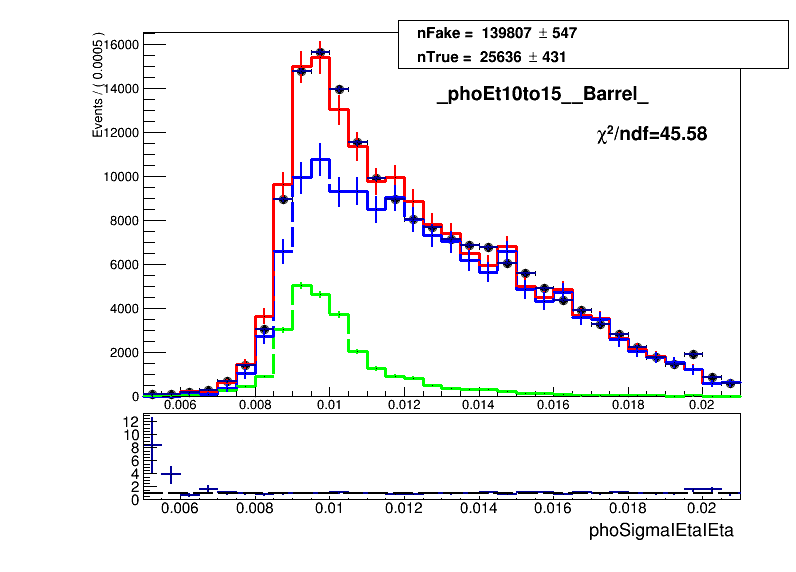 nFake = 139807 ± 547
nTrue = 25636 ± 431
_phoEt10to15__Barrel_
χ²/ndf=45.58
Events / ( 0.0005 )
16000
14000
12000
10000
8000
6000
4000
2000
0
0.006 0.008 0.01 0.012 0.014 0.016 0.018 0.02
12
10
8
6
4
2
0
0.006 0.008 0.01 0.012 0.014 0.016 0.018 0.02
phoSigmaIEtaIEta